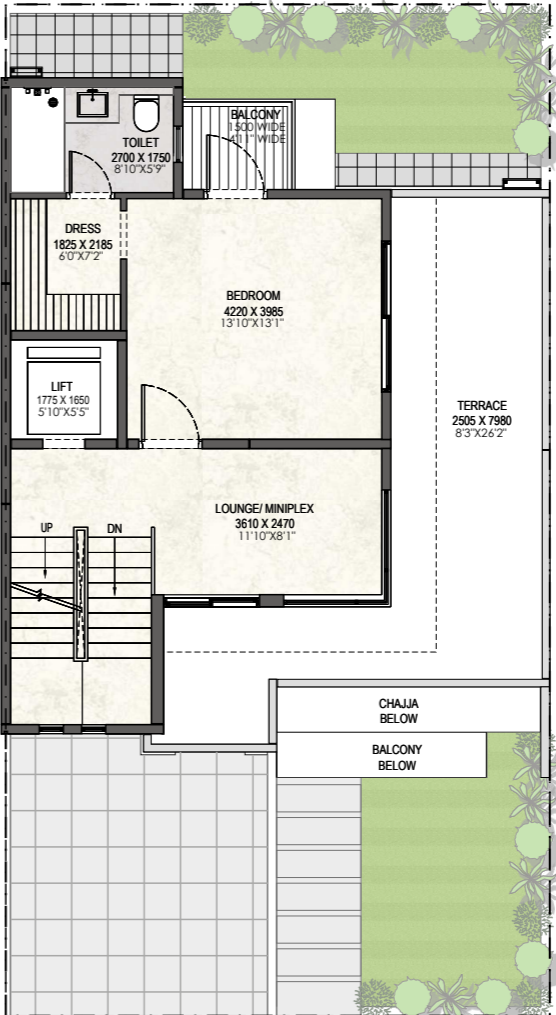 BALCONY
1500 WIDE
4'11" WIDE
TOILET
2700 X 1750
8'10"X5'9"
DRESS
1825 X 2185
6'0"X7'2"
BEDROOM
4220 X 3985
13'10"X13'1"
LIFT
1775 X 1650
5'10"X5'5"
TERRACE
2505 X 7980
8'3"X26'2"
LOUNGE/ MINIPLEX
3610 X 2470
11'10"X8'1"
UP
DN
CHAJJA
BELOW
BALCONY
BELOW